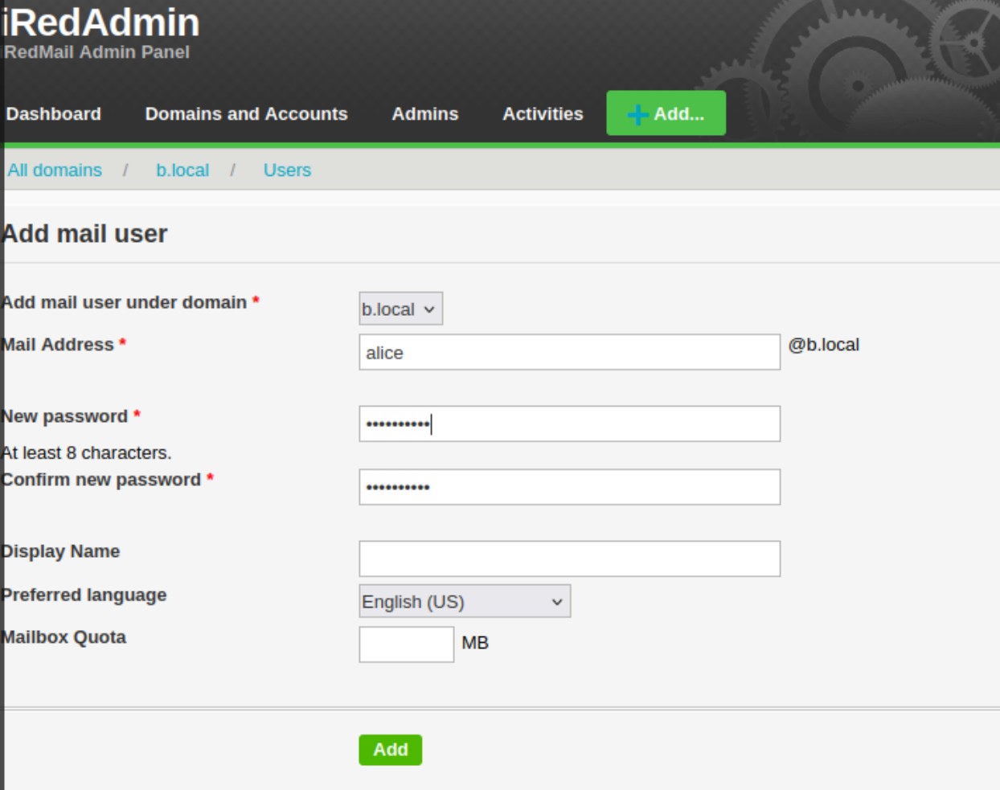 iRedAdmin
iRedMail Admin Panel
Dashboard Domains and Accounts Admins Activities + Add...
All domains / b.local / Users
Add mail user
Add mail user under domain * b.local
Mail Address * alice @b.local
New password * ••••••••••
At least 8 characters.
Confirm new password * ••••••••••
Display Name
Preferred language English (US)
Mailbox Quota MB
Add